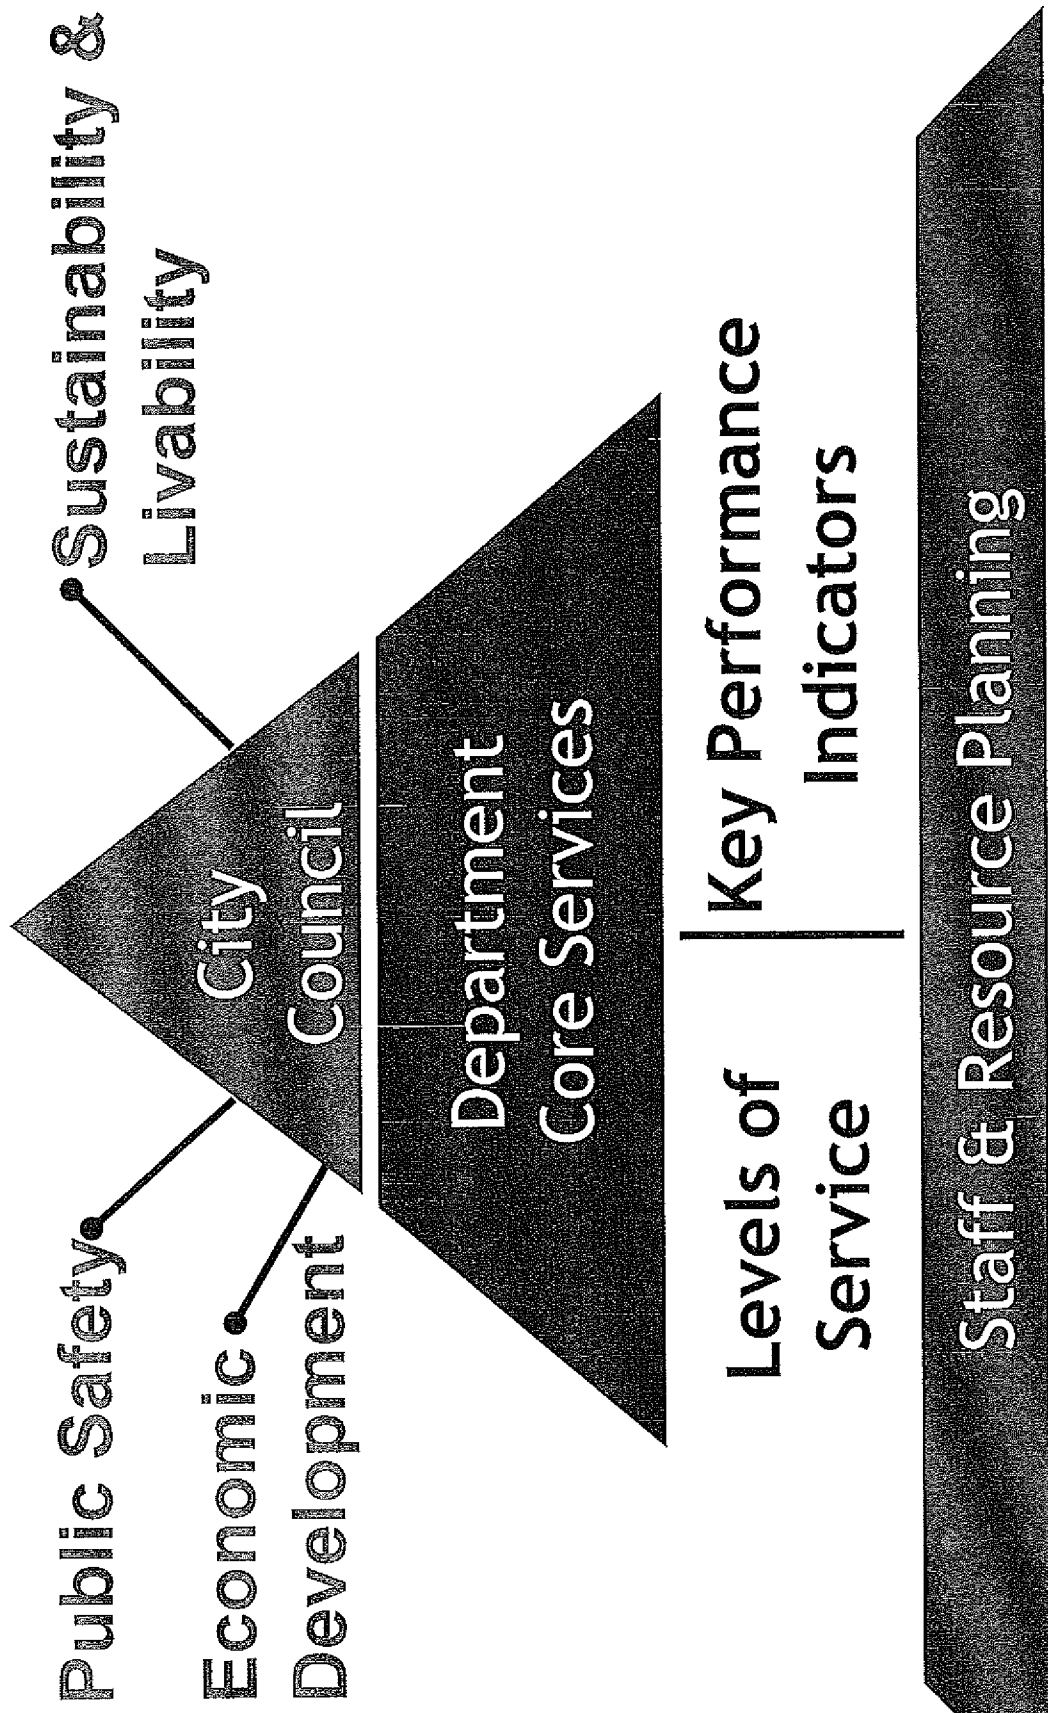 Public Safety
Economic
Development
Sustainability &
Livability
City
Council
Department
Core Services
Levels of
Service
Key Performance
Indicators
Staff & Resource Planning